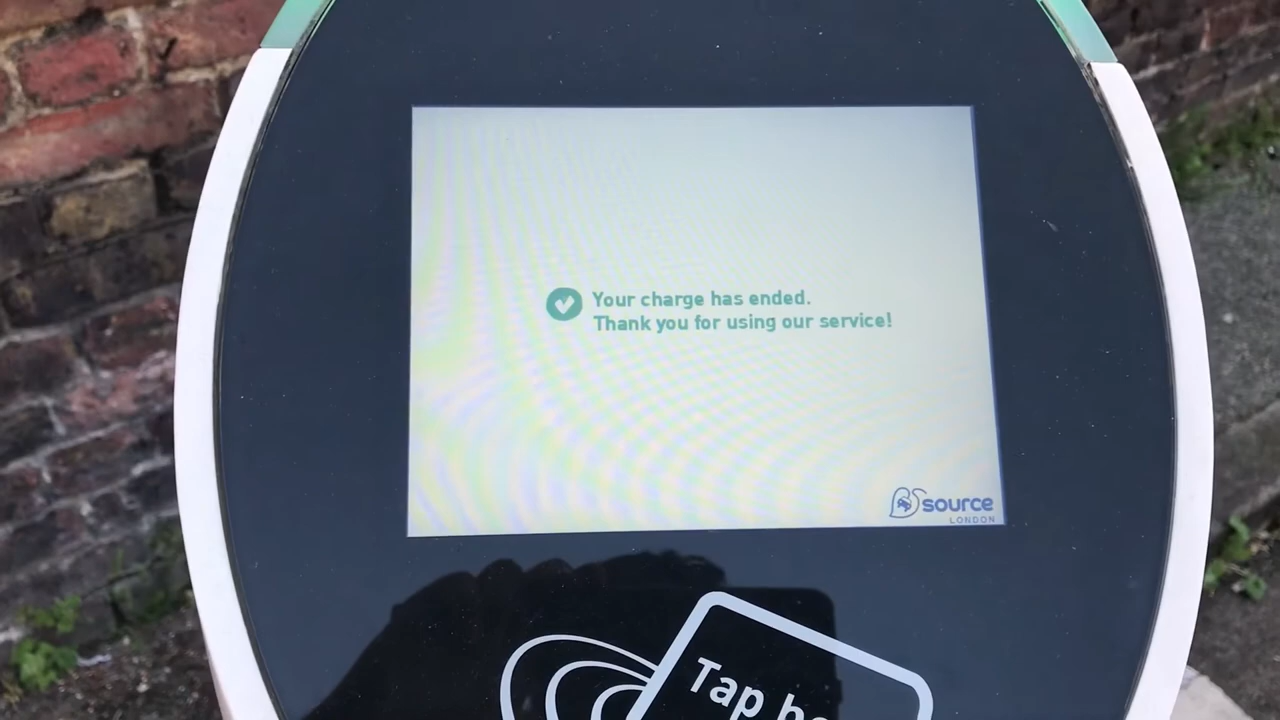 Your charge has ended.
Thank you for using our service!
source
LONDON
Tap